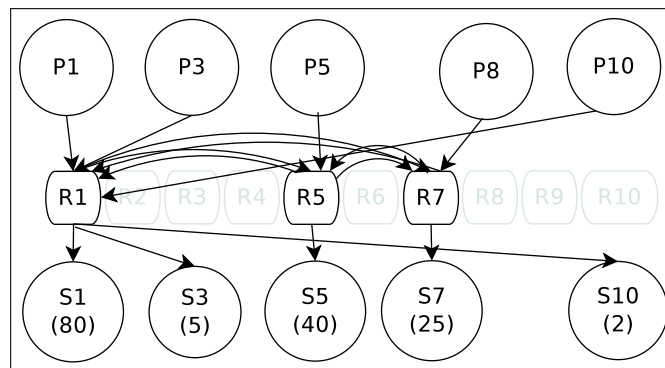 P1 P3 P5 P8 P10
R1 R2 R3 R4 R5 R6 R7 R8 R9 R10
S1 S3 S5 S7 S10
(80) (5) (40) (25) (2)